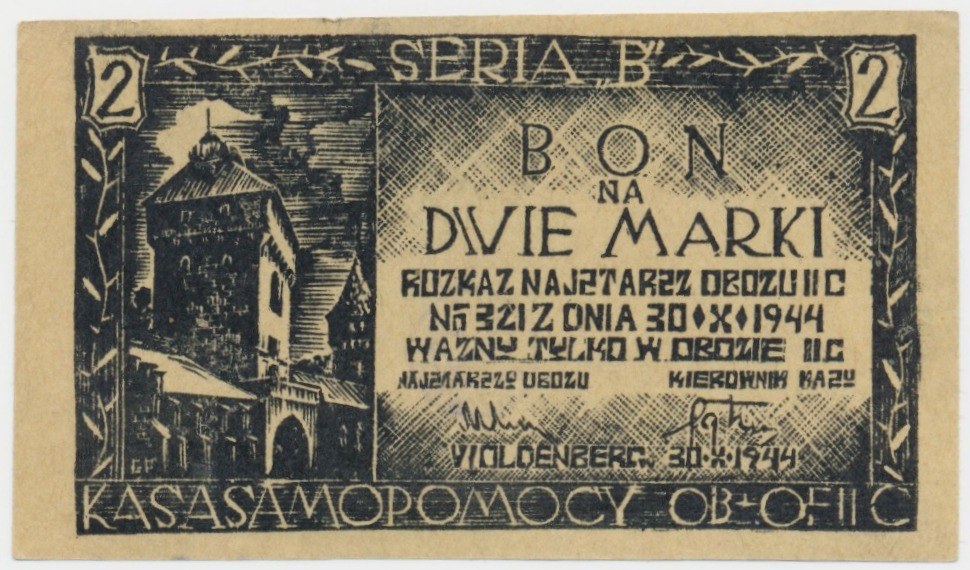 2 SERIA „B" 2
BON
NA
DWIE MARKI
ROZKAZ NAJSTARSZ OBOZU II C
No 321 Z DNIA 30♦X♦1944
WAŻNY TYLKO W OBOZIE II C
NAJSTARSZY OBOZU KIEROWNIK KASY
WOLDENBERG 30•X•1944
KASA SAMOPOMOCY OB-OF II C